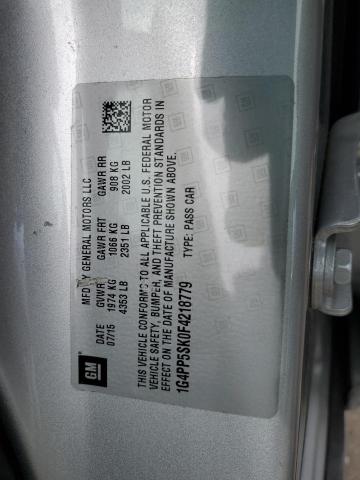 GM
MFD BY GENERAL MOTORS LLC
DATE GVWR GAWR FRT GAWR RR
07/15 1974 KG 1066 KG 908 KG
4353 LB 2351 LB 2002 LB
THIS VEHICLE CONFORMS TO ALL APPLICABLE U.S. FEDERAL MOTOR
VEHICLE SAFETY, BUMPER, AND THEFT PREVENTION STANDARDS IN
EFFECT ON THE DATE OF MANUFACTURE SHOWN ABOVE.
1G4PP5SK0F4218779 TYPE: PASS CAR